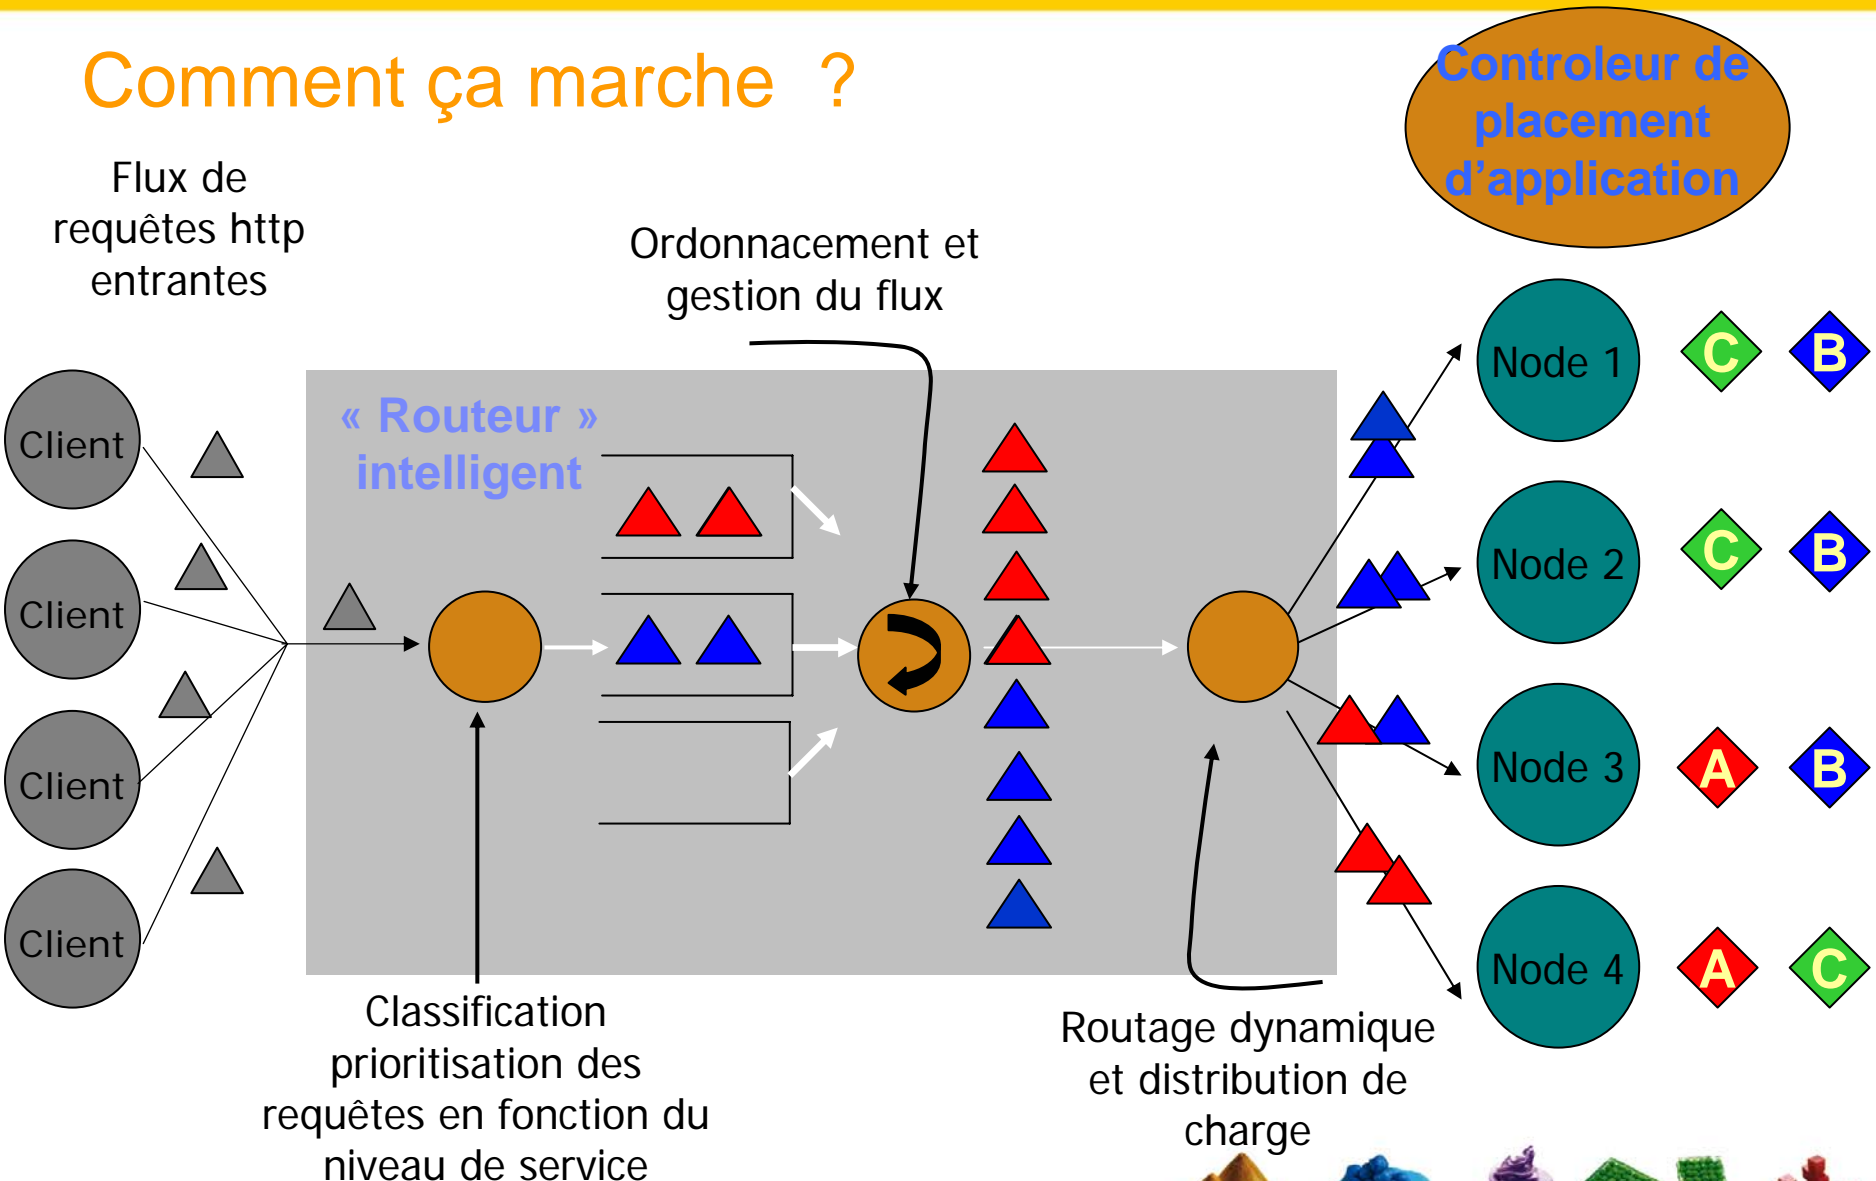 Comment ça marche ?
Controleur de
placement
d’application
Flux de
requêtes http
entrantes
Ordonnacement et
gestion du flux
« Routeur »
intelligent
Client
Client
Client
Client
Node 1
C
B
Node 2
C
B
Node 3
A
B
Node 4
A
C
Classification
prioritisation des
requêtes en fonction du
niveau de service
Routage dynamique
et distribution de
charge